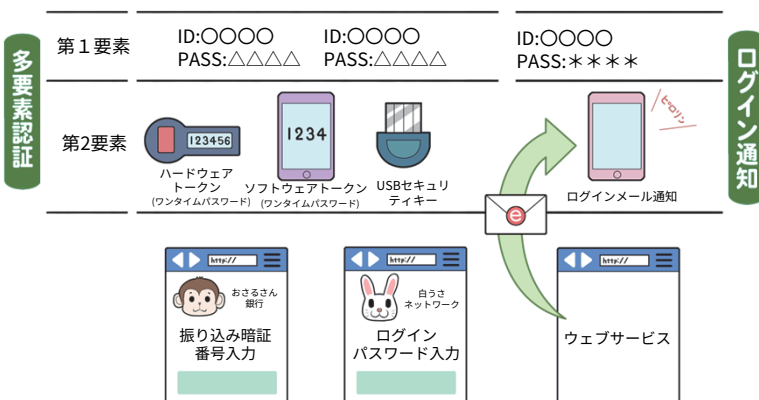 多要素認証
ログイン通知
第１要素
ID:〇〇〇〇
PASS:△△△△
ID:〇〇〇〇
PASS:△△△△
ID:〇〇〇〇
PASS:＊＊＊＊
第2要素
123456
ハードウェア
トークン
(ワンタイムパスワード)
1234
ソフトウェアトークン
(ワンタイムパスワード)
USBセキュリ
ティキー
ピロリン
ログインメール通知
e
http://
おさるさん
銀行
振り込み暗証
番号入力
http://
白うさ
ネットワーク
ログイン
パスワード入力
http://
ウェブサービス